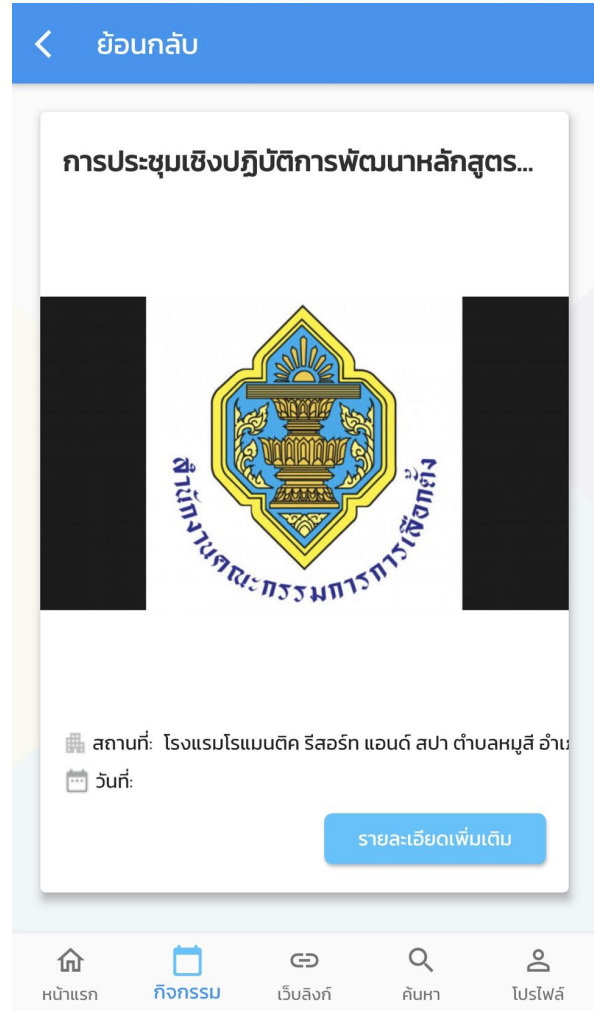 ย้อนกลับ
การประชุมเชิงปฏิบัติการพัฒนาหลักสูตร...
สำนักงานคณะกรรมการการเลือกตั้ง
สถานที่: โรงแรมโรแมนติค รีสอร์ท แอนด์ สปา ตำบลหมูสี
วันที่:
รายละเอียดเพิ่มเติม
หน้าแรก กิจกรรม เว็บลิงก์ ค้นหา โปรไฟล์